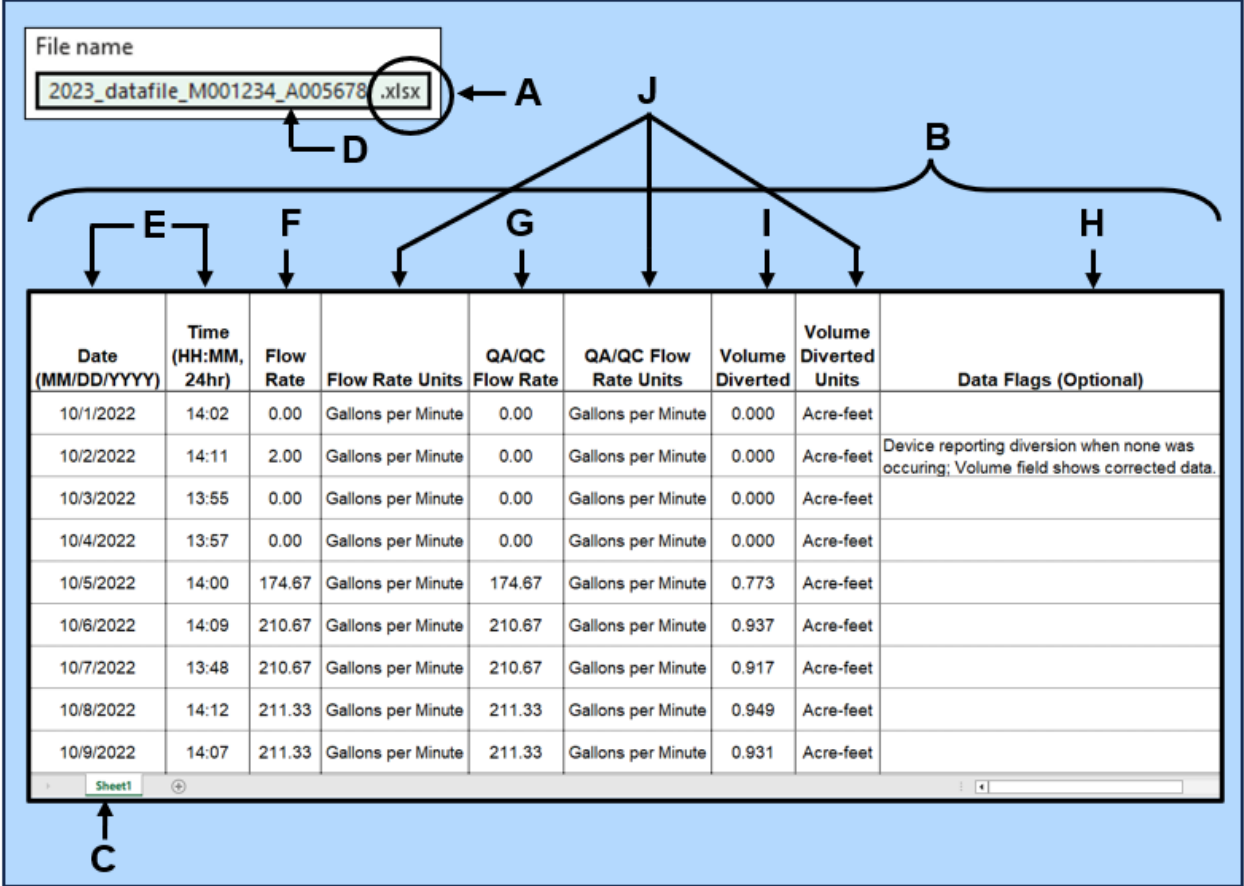 File name
2023_datafile_M001234_A005678 .xlsx
A
D
J
B
E F G I H
Date (MM/DD/YYYY) Time (HH:MM, 24hr) Flow Rate Flow Rate Units QA/QC Flow Rate QA/QC Flow Rate Units Volume Diverted Volume Diverted Units Data Flags (Optional)
10/1/2022 14:02 0.00 Gallons per Minute 0.00 Gallons per Minute 0.000 Acre-feet
10/2/2022 14:11 2.00 Gallons per Minute 0.00 Gallons per Minute 0.000 Acre-feet Device reporting diversion when none was
occuring; Volume field shows corrected data.
10/3/2022 13:55 0.00 Gallons per Minute 0.00 Gallons per Minute 0.000 Acre-feet
10/4/2022 13:57 0.00 Gallons per Minute 0.00 Gallons per Minute 0.000 Acre-feet
10/5/2022 14:00 174.67 Gallons per Minute 174.67 Gallons per Minute 0.773 Acre-feet
10/6/2022 14:09 210.67 Gallons per Minute 210.67 Gallons per Minute 0.937 Acre-feet
10/7/2022 13:48 210.67 Gallons per Minute 210.67 Gallons per Minute 0.917 Acre-feet
10/8/2022 14:12 211.33 Gallons per Minute 211.33 Gallons per Minute 0.949 Acre-feet
10/9/2022 14:07 211.33 Gallons per Minute 211.33 Gallons per Minute 0.931 Acre-feet
Sheet1
C